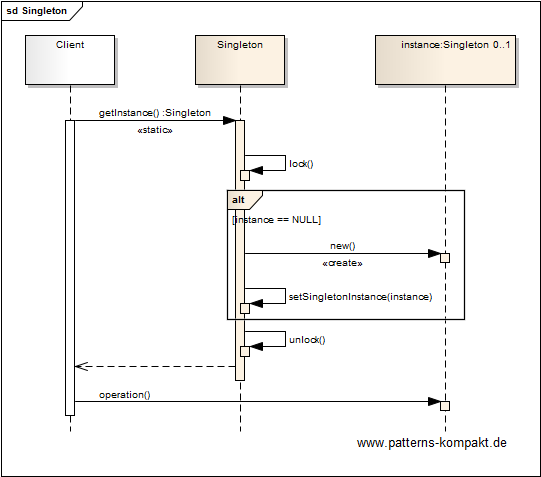 sd Singleton
Client
Singleton
instance:Singleton 0..1
getInstance() :Singleton
«static»
lock()
alt
[instance == NULL]
new()
«create»
setSingletonInstance(instance)
unlock()
operation()
www.patterns-kompakt.de